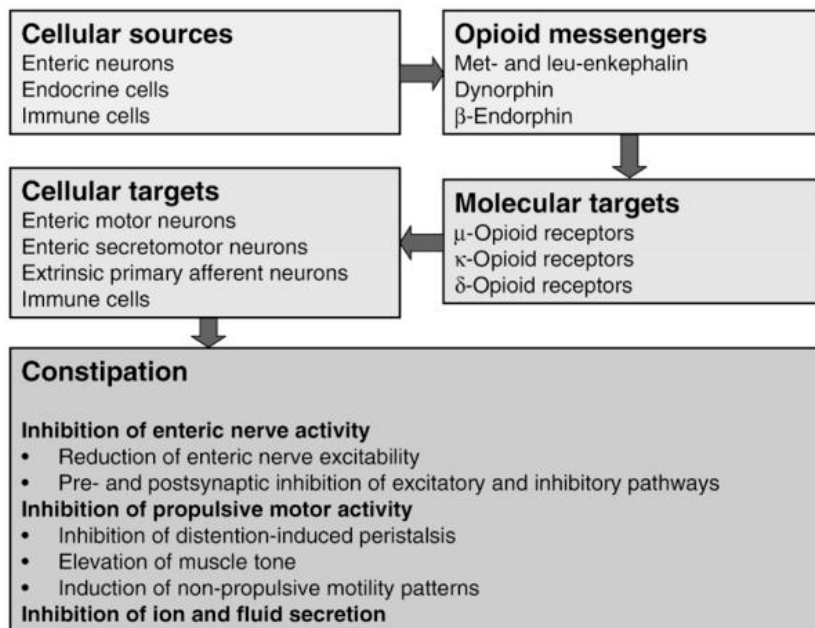 Cellular sources
Enteric neurons
Endocrine cells
Immune cells
Opioid messengers
Met- and leu-enkephalin
Dynorphin
β-Endorphin
Molecular targets
μ-Opioid receptors
κ-Opioid receptors
δ-Opioid receptors
Cellular targets
Enteric motor neurons
Enteric secretomotor neurons
Extrinsic primary afferent neurons
Immune cells
Constipation
Inhibition of enteric nerve activity
• Reduction of enteric nerve excitability
• Pre- and postsynaptic inhibition of excitatory and inhibitory pathways
Inhibition of propulsive motor activity
• Inhibition of distention-induced peristalsis
• Elevation of muscle tone
• Induction of non-propulsive motility patterns
Inhibition of ion and fluid secretion